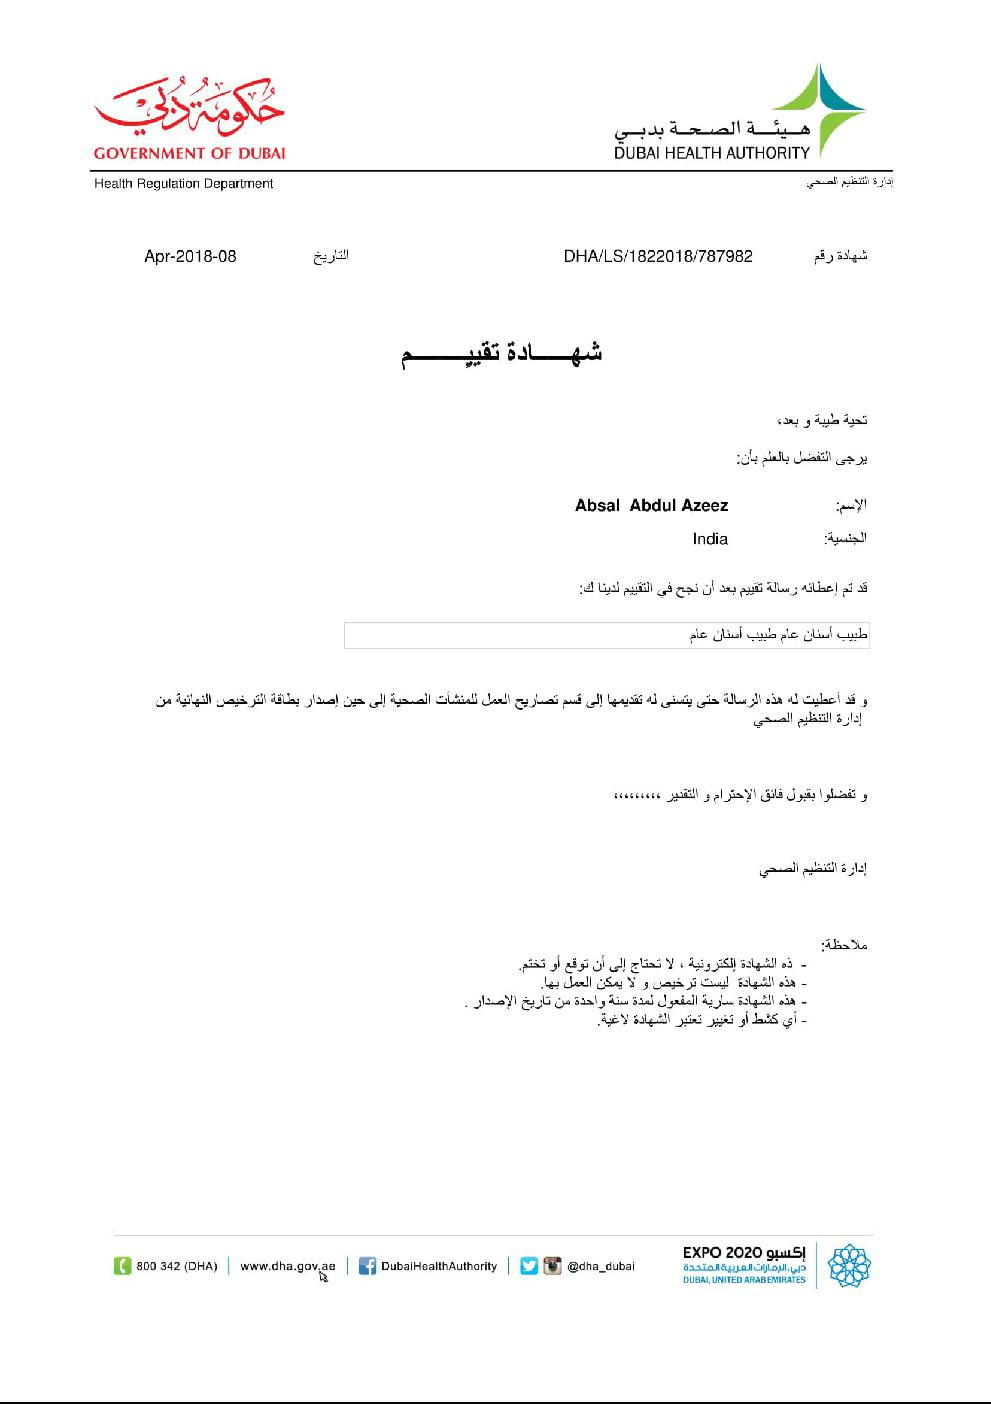 حكومة دبي
GOVERNMENT OF DUBAI
هيئة الصحة بدبي
DUBAI HEALTH AUTHORITY
Health Regulation Department
إدارة التنظيم الصحي
شهادة رقم DHA/LS/1822018/787982 التاريخ Apr-2018-08
شهــــادة تقييـــــــم
تحية طيبة و بعد،
يرجى التفضل بالعلم بأن:
الإسم: Absal Abdul Azeez
الجنسية: India
قد تم إعطائه رسالة تقييم بعد أن نجح في التقييم لدينا ك:
طبيب أسنان عام طبيب أسنان عام
و قد أعطيت له هذه الرسالة حتى يتسنى له تقديمها إلى قسم تصاريح العمل للمنشآت الصحية إلى حين إصدار بطاقة الترخيص النهائية من
إدارة التنظيم الصحي
و تفضلوا بقبول فائق الإحترام و التقدير ،،،،،،،،،
إدارة التنظيم الصحي
ملاحظة:
- ذه الشهادة إلكترونية ، لا تحتاج إلى أن توقع أو تختم.
- هذه الشهادة ليست ترخيص و لا يمكن العمل بها.
- هذه الشهادة سارية المفعول لمدة سنة واحدة من تاريخ الإصدار .
- أي كشط أو تغيير تعتبر الشهادة لاغية.
800 342 (DHA) www.dha.gov.ae DubaiHealthAuthority @dha_dubai
EXPO 2020 إكسبو
دبي، الإمارات العربية المتحدة
DUBAI, UNITED ARAB EMIRATES